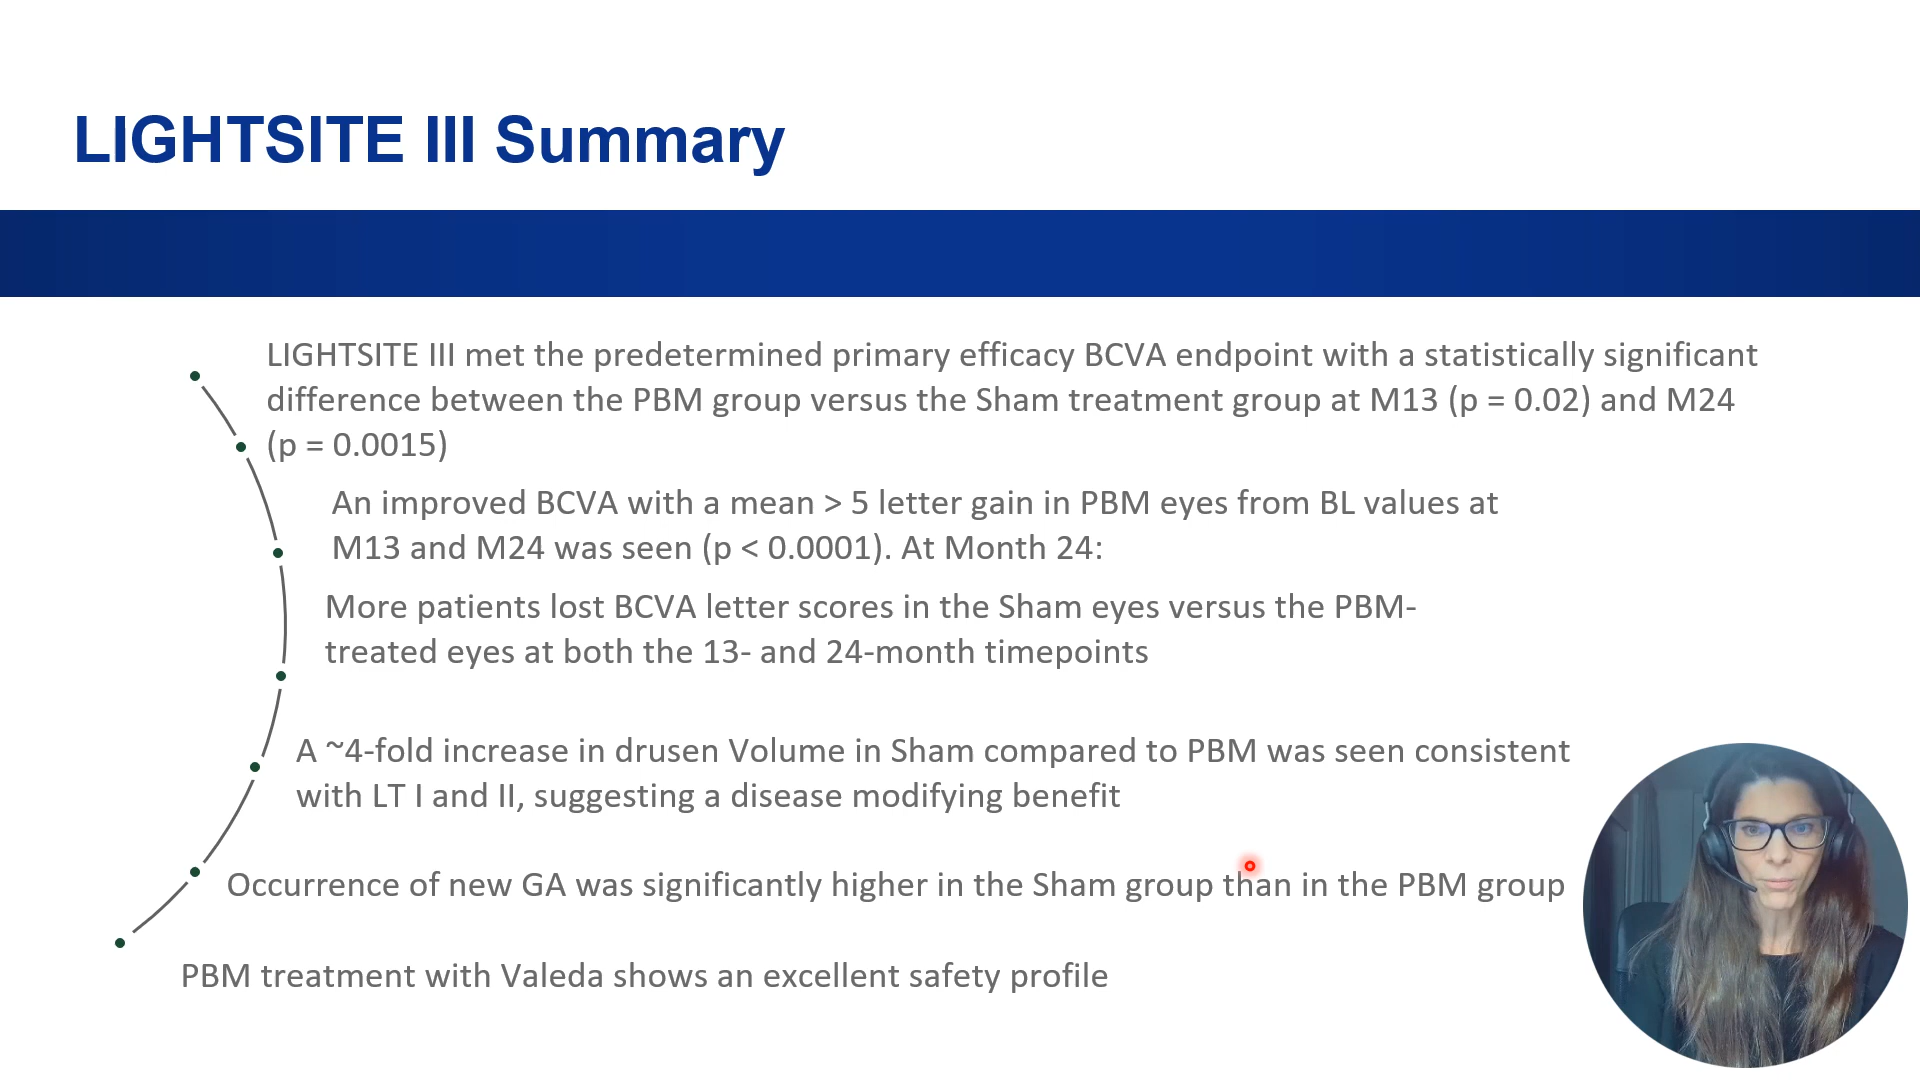 LIGHTSITE III Summary
LIGHTSITE III met the predetermined primary efficacy BCVA endpoint with a statistically significant
difference between the PBM group versus the Sham treatment group at M13 (p = 0.02) and M24
(p = 0.0015)
An improved BCVA with a mean > 5 letter gain in PBM eyes from BL values at
M13 and M24 was seen (p < 0.0001). At Month 24:
More patients lost BCVA letter scores in the Sham eyes versus the PBM-
treated eyes at both the 13- and 24-month timepoints
A ~4-fold increase in drusen Volume in Sham compared to PBM was seen consistent
with LT I and II, suggesting a disease modifying benefit
Occurrence of new GA was significantly higher in the Sham group than in the PBM group
PBM treatment with Valeda shows an excellent safety profile